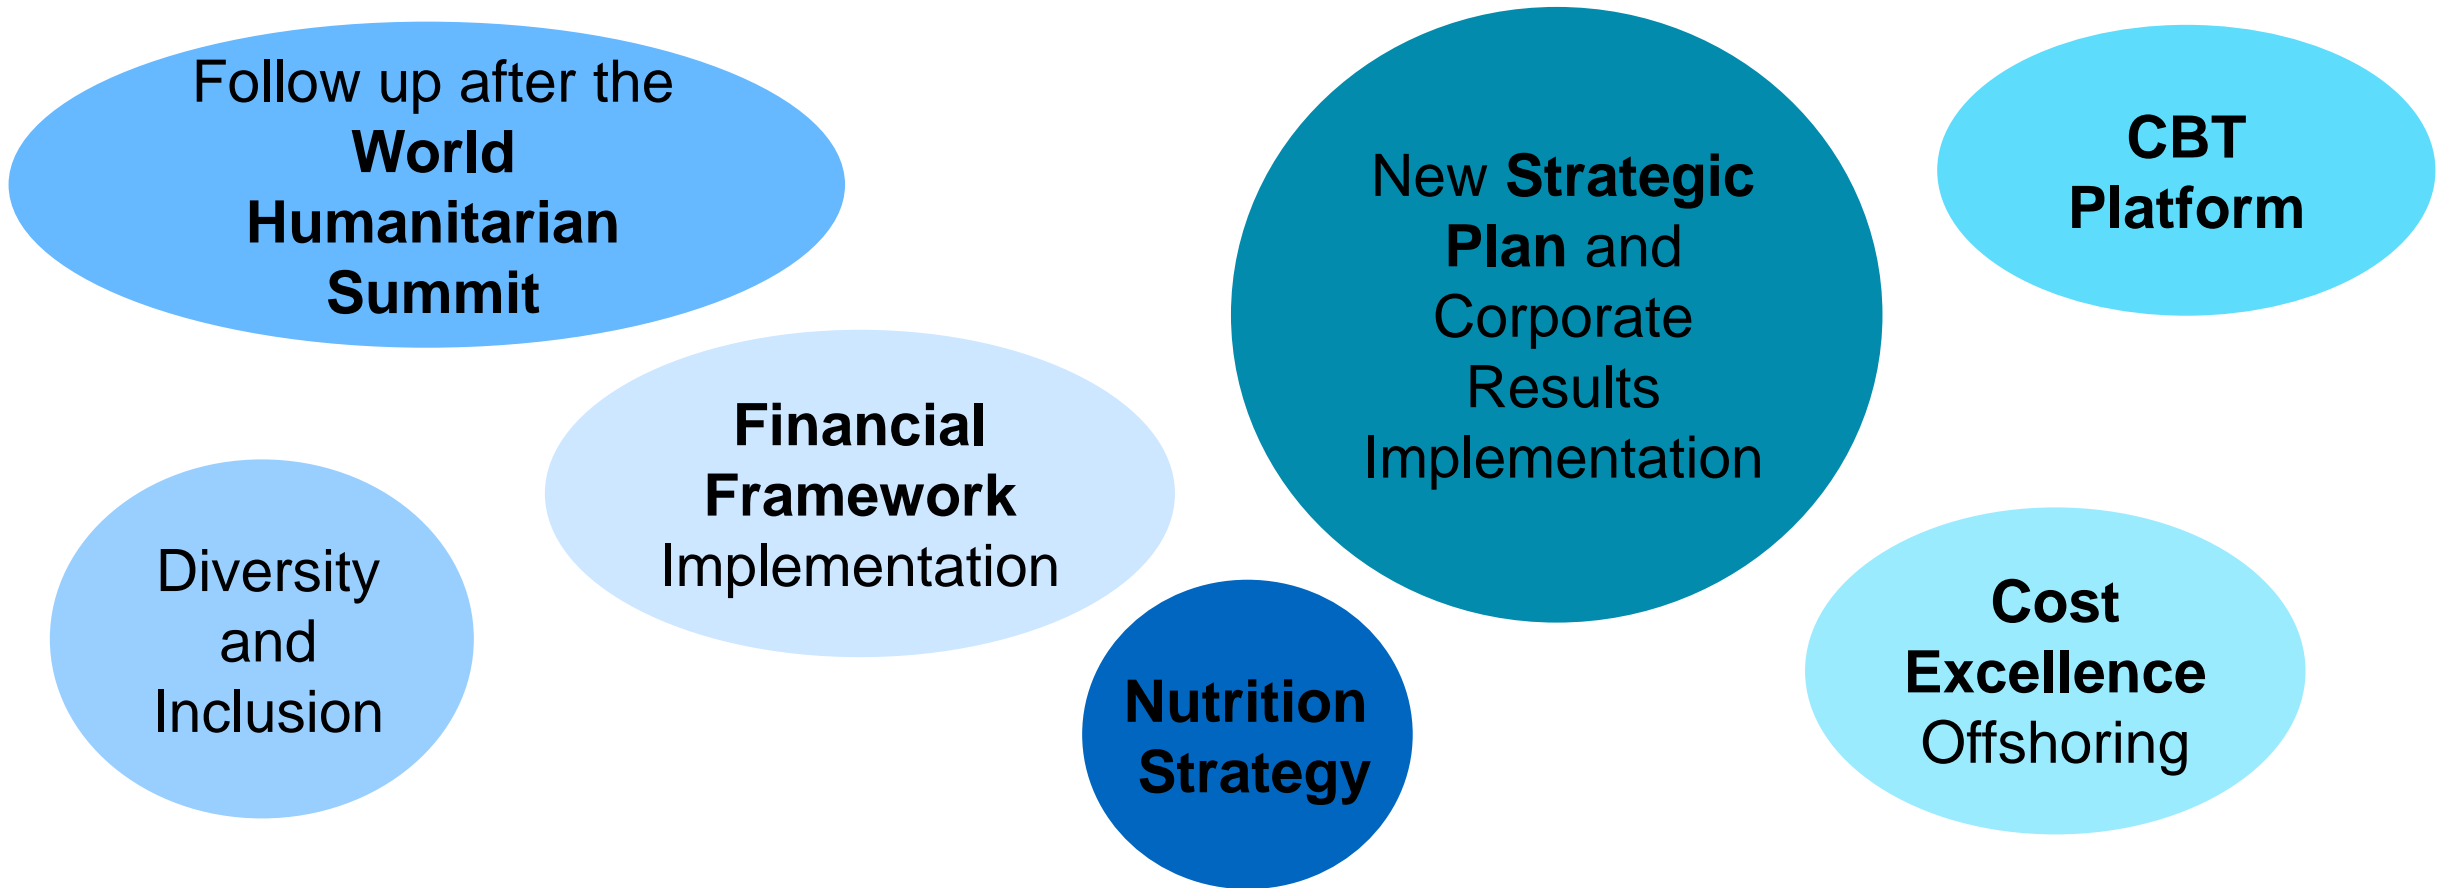 Follow up after the
World
Humanitarian
Summit
New Strategic
Plan and
Corporate
Results
Implementation
CBT
Platform
Financial
Framework
Implementation
Diversity
and
Inclusion
Nutrition
Strategy
Cost
Excellence
Offshoring